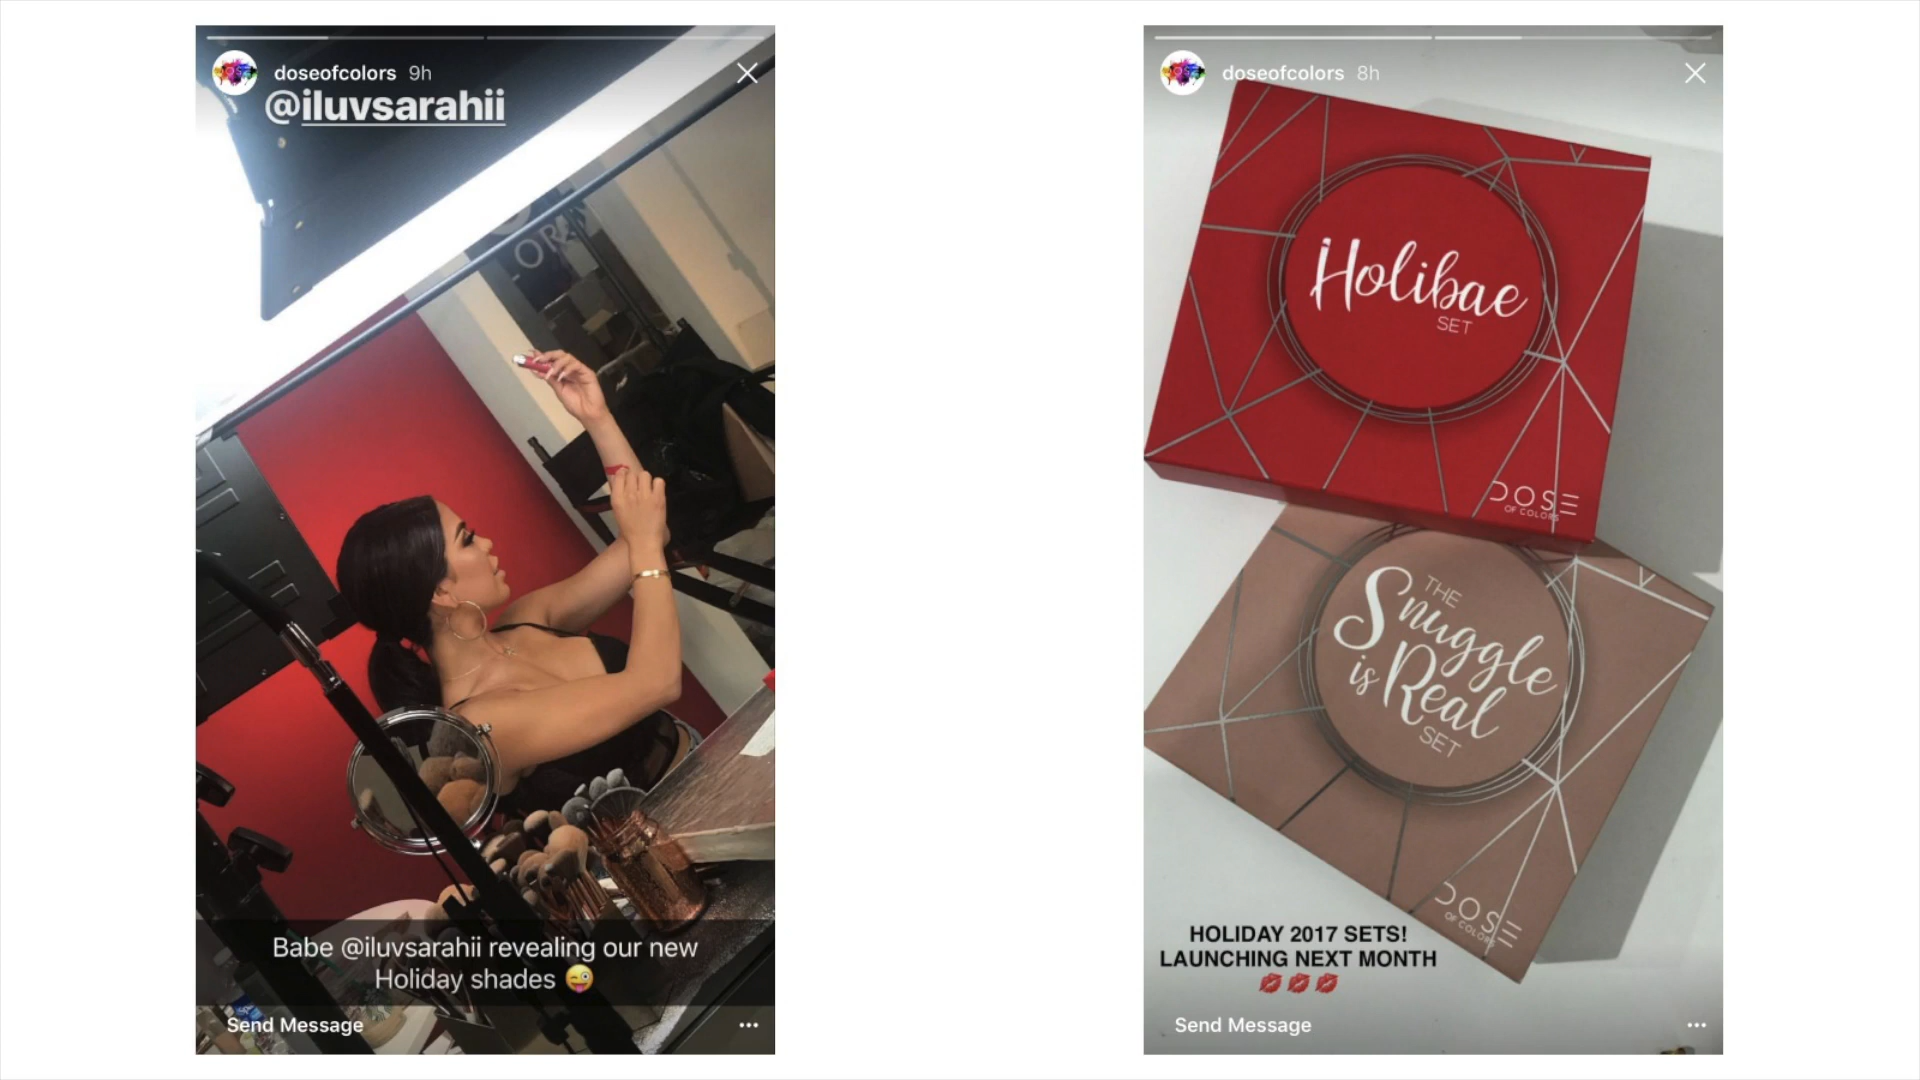 doseofcolors 9h
@iluvsarahii
Babe @iluvsarahii revealing our new
Holiday shades 😜
Send Message
doseofcolors 8h
Holibae
SET
DOSE
OF COLORS
THE
Snuggle
is Real
SET
DOSE
OF COLORS
HOLIDAY 2017 SETS!
LAUNCHING NEXT MONTH
💋💋💋
Send Message